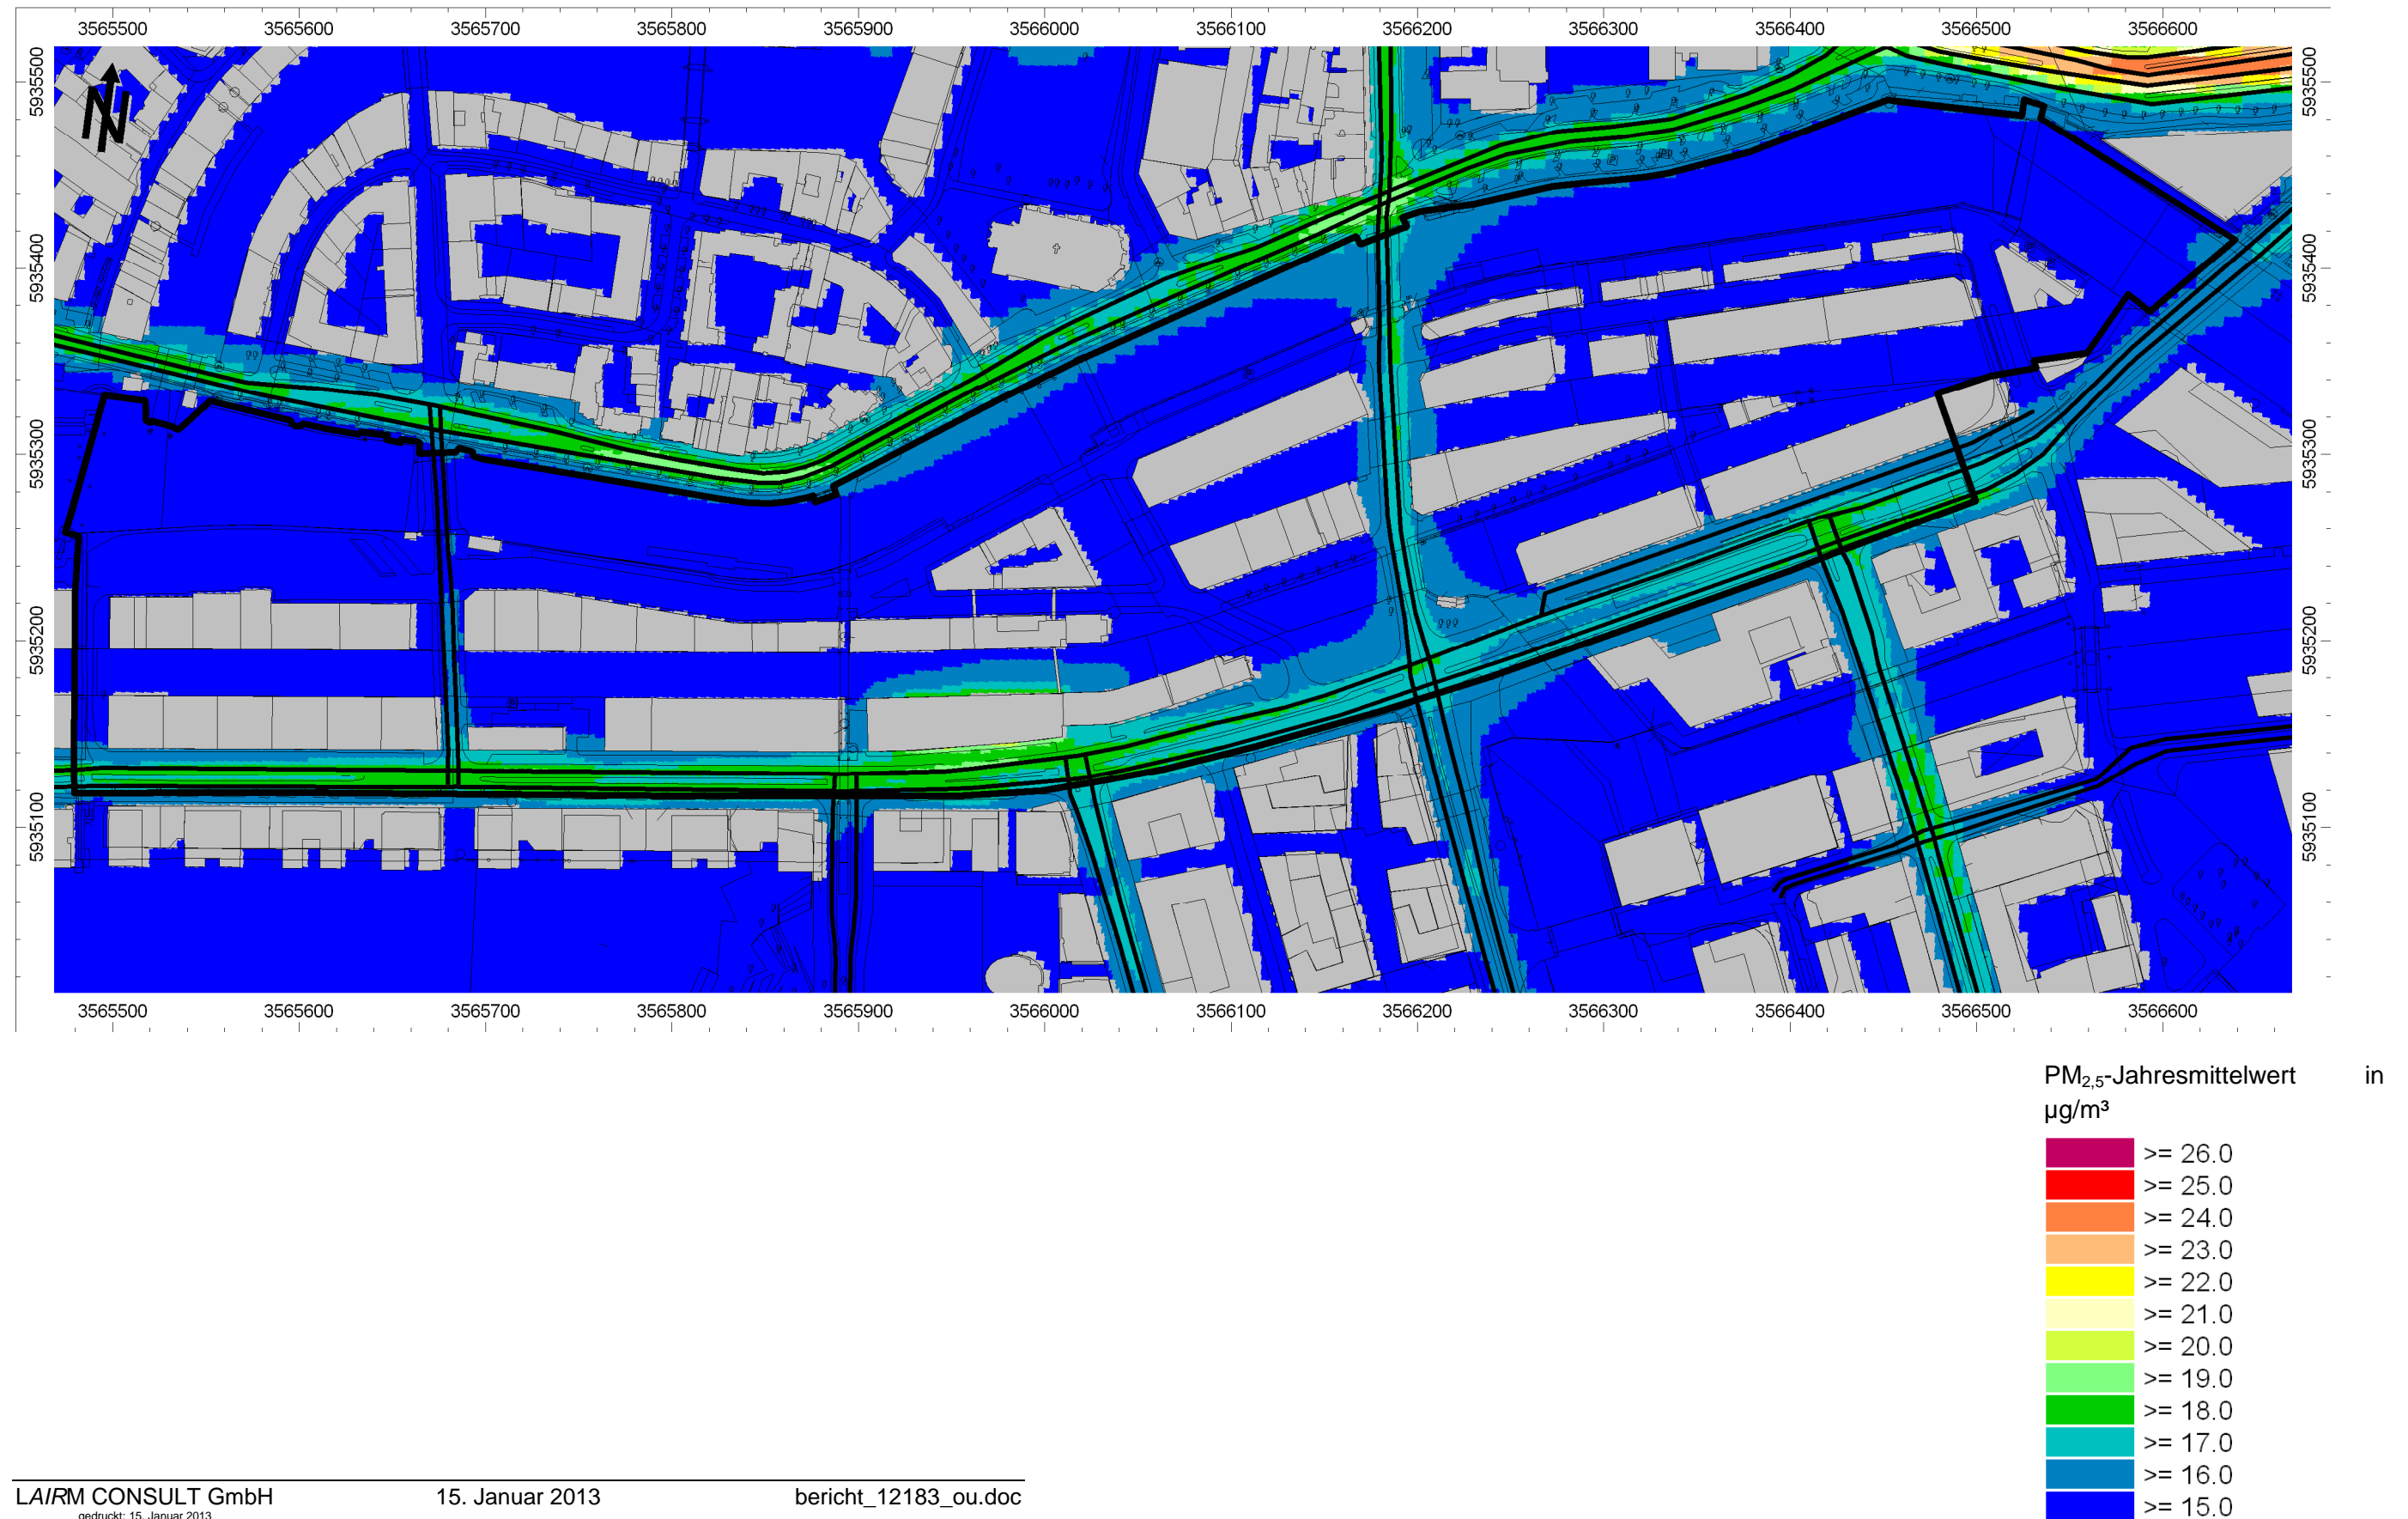 3565500 3565600 3565700 3565800 3565900 3566000 3566100 3566200 3566300 3566400 3566500 3566600
5935500 5935500
N
5935400 5935400
5935300 5935300
5935200 5935200
5935100 5935100
3565500 3565600 3565700 3565800 3565900 3566000 3566100 3566200 3566300 3566400 3566500 3566600
PM2,5-Jahresmittelwert in
µg/m³
>= 26.0
>= 25.0
>= 24.0
>= 23.0
>= 22.0
>= 21.0
>= 20.0
>= 19.0
>= 18.0
>= 17.0
>= 16.0
>= 15.0
LAIRM CONSULT GmbH 15. Januar 2013 bericht_12183_ou.doc
gedruckt: 15. Januar 2013